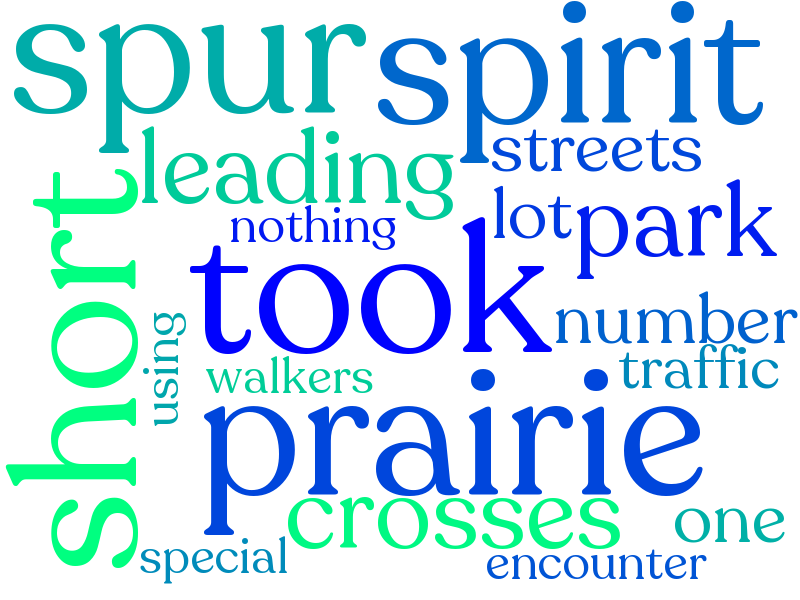 spur
spirit
leading
streets
short
nothing
lot
park
took
number
using
walkers
traffic
prairie
crosses
one
special
encounter